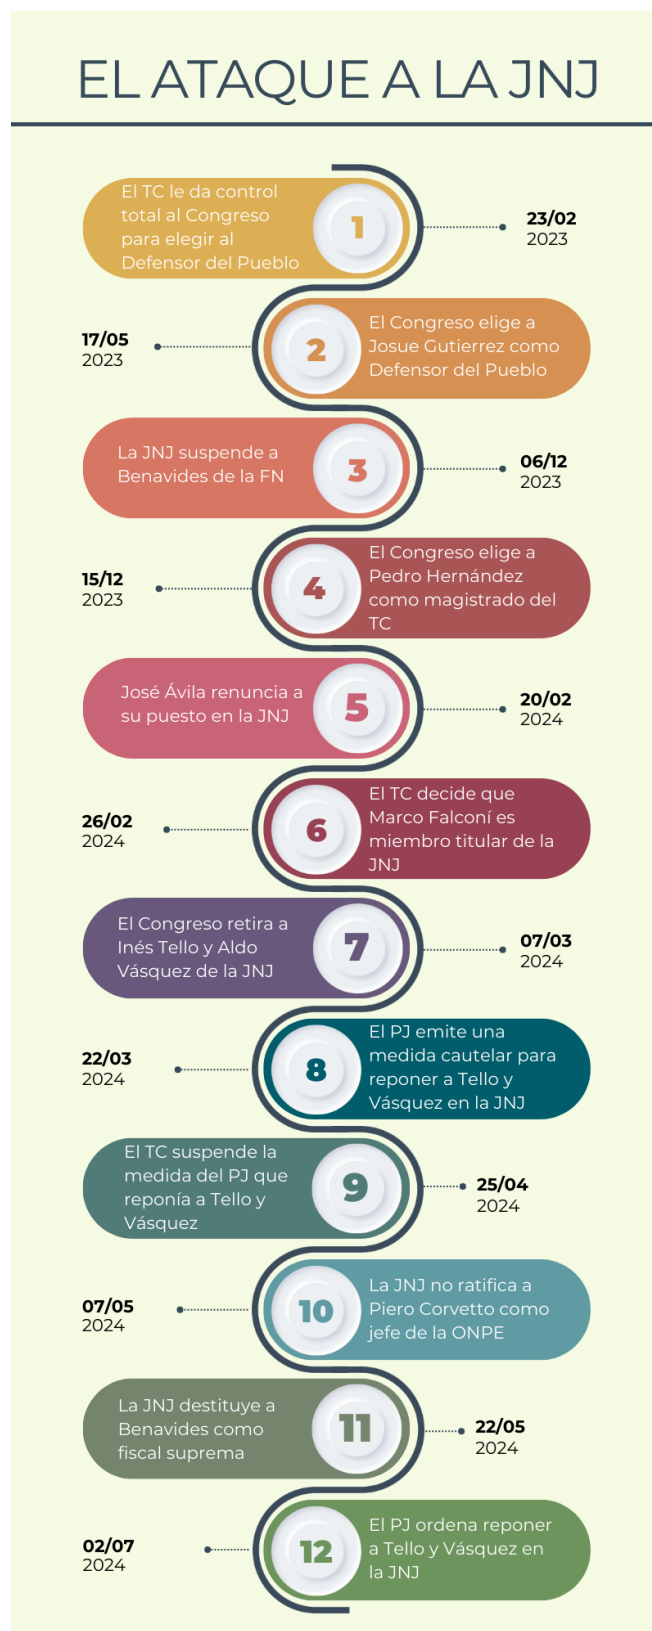 EL ATAQUE A LA JNJ
El TC le da control
total al Congreso
para elegir al
Defensor del Pueblo
1
23/02
2023
17/05
2023
2
El Congreso elige a
Josue Gutierrez como
Defensor del Pueblo
La JNJ suspende a
Benavides de la FN
3
06/12
2023
15/12
2023
4
El Congreso elige a
Pedro Hernández
como magistrado del
TC
José Ávila renuncia a
su puesto en la JNJ
5
20/02
2024
26/02
2024
6
El TC decide que
Marco Falconí es
miembro titular de la
JNJ
El Congreso retira a
Inés Tello y Aldo
Vásquez de la JNJ
7
07/03
2024
22/03
2024
8
El PJ emite una
medida cautelar para
reponer a Tello y
Vásquez en la JNJ
El TC suspende la
medida del PJ que
reponía a Tello y
Vásquez
9
25/04
2024
07/05
2024
10
La JNJ no ratifica a
Piero Corvetto como
jefe de la ONPE
La JNJ destituye a
Benavides como
fiscal suprema
11
22/05
2024
02/07
2024
12
El PJ ordena reponer
a Tello y Vásquez en
la JNJ